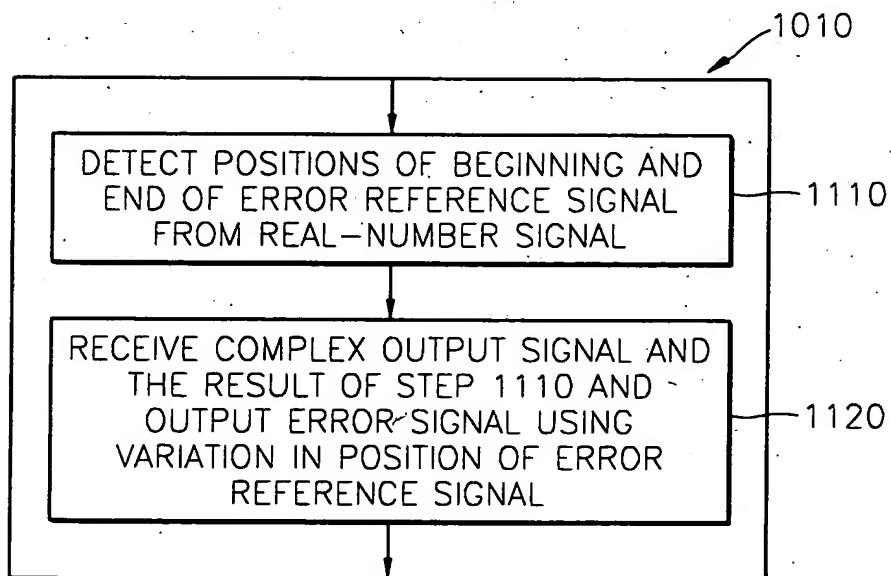 1010
DETECT POSITIONS OF BEGINNING AND
END OF ERROR REFERENCE SIGNAL
FROM REAL-NUMBER SIGNAL
1110
RECEIVE COMPLEX OUTPUT SIGNAL AND
THE RESULT OF STEP 1110 AND
OUTPUT ERROR SIGNAL USING
VARIATION IN POSITION OF ERROR
REFERENCE SIGNAL
1120